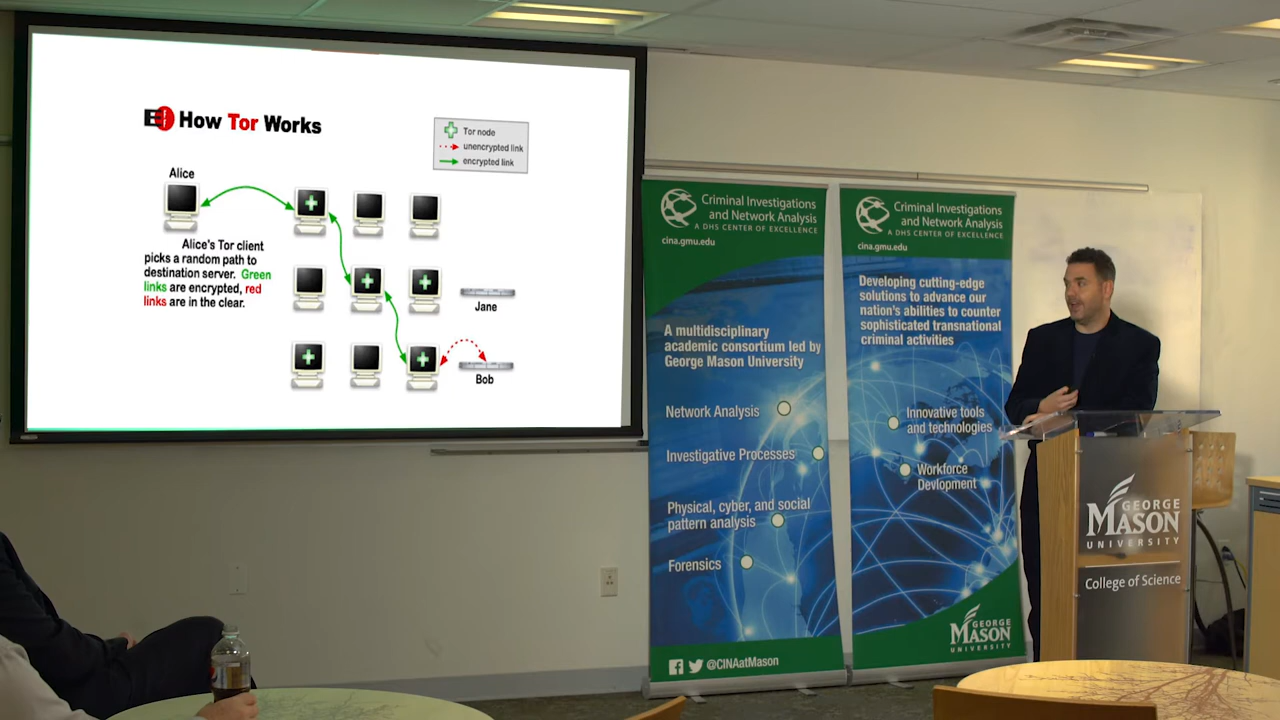 How Tor Works
Tor node
unencrypted link
encrypted link
Alice
Alice's Tor client
picks a random path to
destination server. Green
links are encrypted, red
links are in the clear.
Jane
Bob
Criminal Investigations
and Network Analysis
A DHS CENTER OF EXCELLENCE
cina.gmu.edu
A multidisciplinary
academic consortium led by
George Mason University
Network Analysis
Investigative Processes
Physical, cyber, and social
pattern analysis
Forensics
@CINAatMason
Criminal Investigations
and Network Analysis
A DHS CENTER OF EXCELLENCE
cina.gmu.edu
Developing cutting-edge
solutions to advance our
nation's abilities to counter
sophisticated transnational
criminal activities
Innovative tools
and technologies
Workforce
Devlopment
GEORGE
MASON
UNIVERSITY
GEORGE
MASON
UNIVERSITY
College of Science